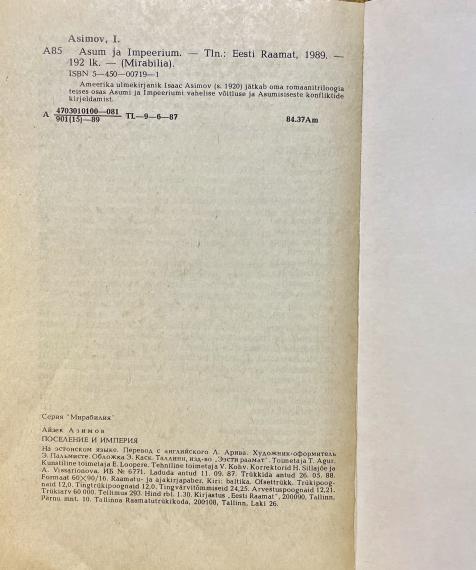 Asimov, I.
A85 Asum ja Impeerium. — Tln.: Eesti Raamat, 1989. —
192 lk. — (Mirabilia).
ISBN 5—450—00719—1
Ameerika ulmekirjanik Isaac Asimov (s. 1920) jätkab oma romaanitriloogia
teises osas Asumi ja Impeeriumi vahelise võitluse ja Asumisiseste konfliktide
kirjeldamist.
A 4703010100—081 TL—9—6—87 84.37Am
901(15)—89
Серия "Мирабилия"
Айзек Азимов
ПОСЕЛЕНИЕ И ИМПЕРИЯ
На эстонском языке. Перевод с английского Л. Арива. Художник-оформитель
Э. Пальмисте. Обложка Э. Каск. Таллинн, изд-во „Ээсти раамат". Toimetaja T. Agur.
Kunstiline toimetaja E. Loopere. Tehniline toimetaja V. Kohv. Korrektorid H. Sillajõe ja
A. Vissarionova. ИБ № 6771. Laduda antud 11. 09. 87. Trükkida antud 26. 05. 88.
Formaat 60×90/16. Raamatu- ja ajakirjapaber. Kiri: baltika. Ofsettrükk. Trükipoog-
naid 12,0. Tingtrükipoognaid 12,0. Tingvärvitõmmiseid 24,25. Arvestuspoognaid 12,21.
Trükiarv 60 000. Tellimus 293. Hind rbl. 1.30. Kirjastus „Eesti Raamat", 200090, Tallinn,
Pärnu mnt. 10. Tallinna Raamatutrükikoda, 200108, Tallinn, Laki 26.